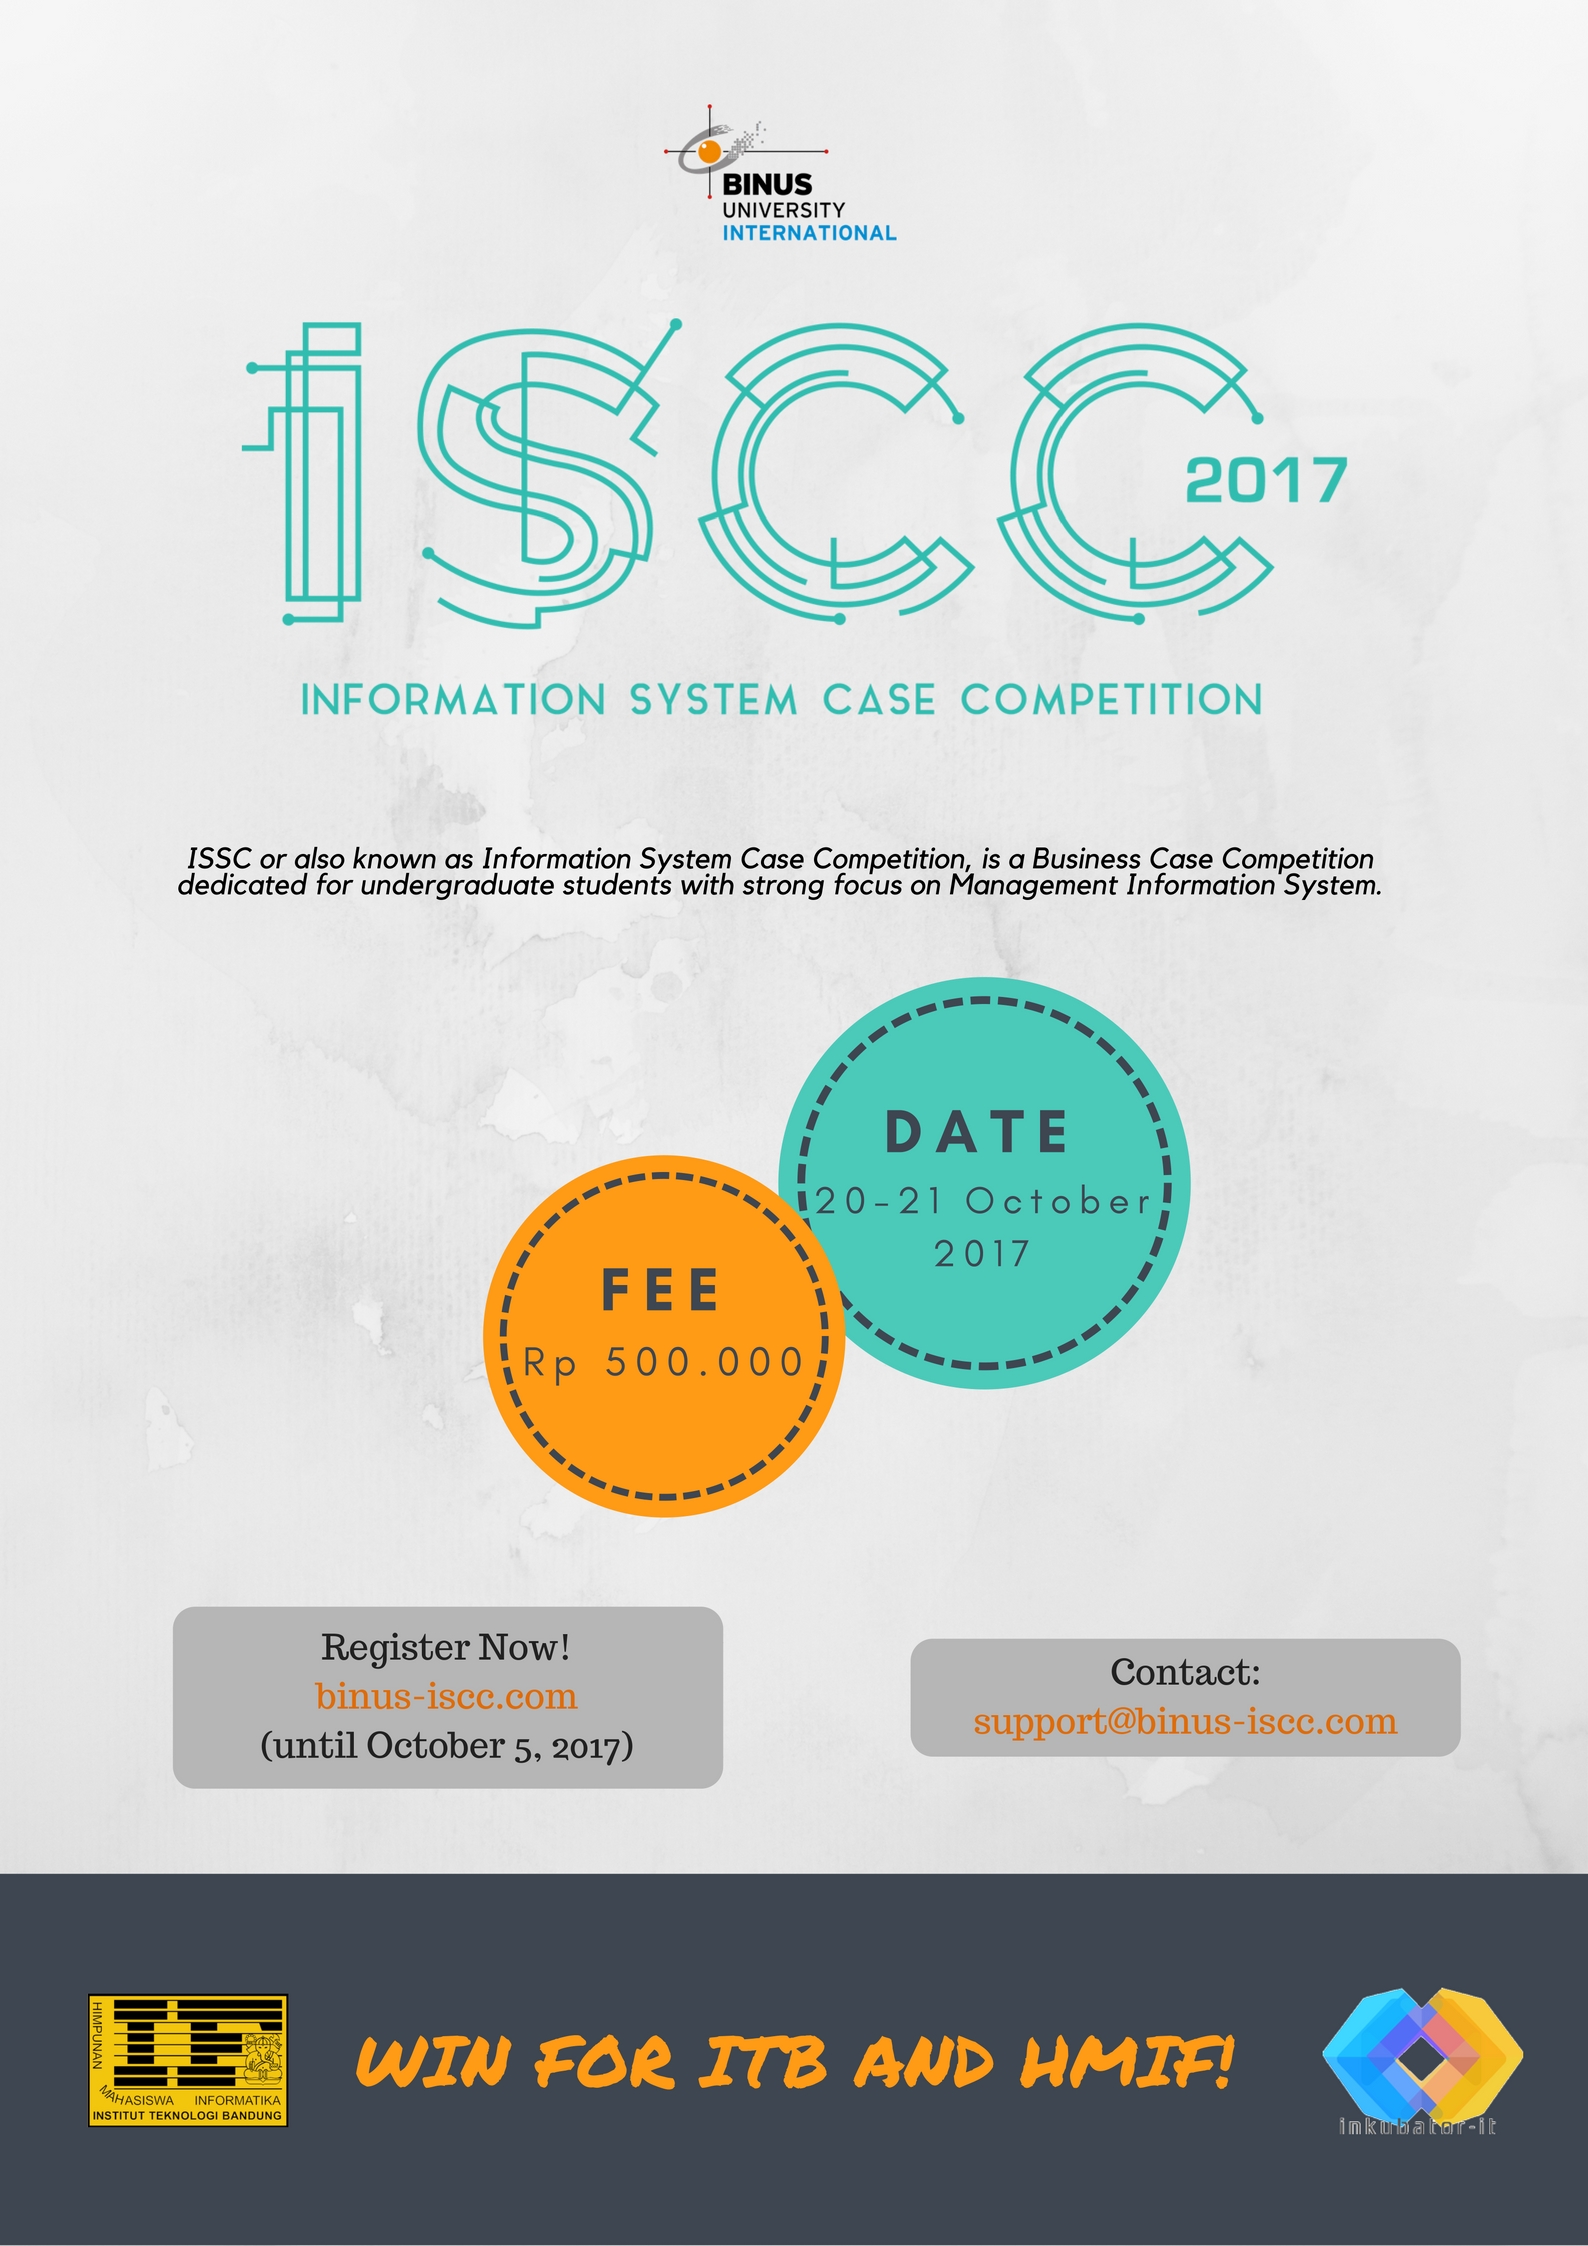 BINUS
UNIVERSITY
INTERNATIONAL
ISCC
2017
INFORMATION SYSTEM CASE COMPETITION
ISSC or also known as Information System Case Competition, is a Business Case Competition
dedicated for undergraduate students with strong focus on Management Information System.
DATE
20-21 October
2017
FEE
Rp 500.000
Register Now!
binus-iscc.com
(until October 5, 2017)
Contact:
support@binus-iscc.com
HIMPUNAN
IF
MAHASISWA INFORMATIKA
INSTITUT TEKNOLOGI BANDUNG
WIN FOR ITB AND HMIF!
inkubator-it